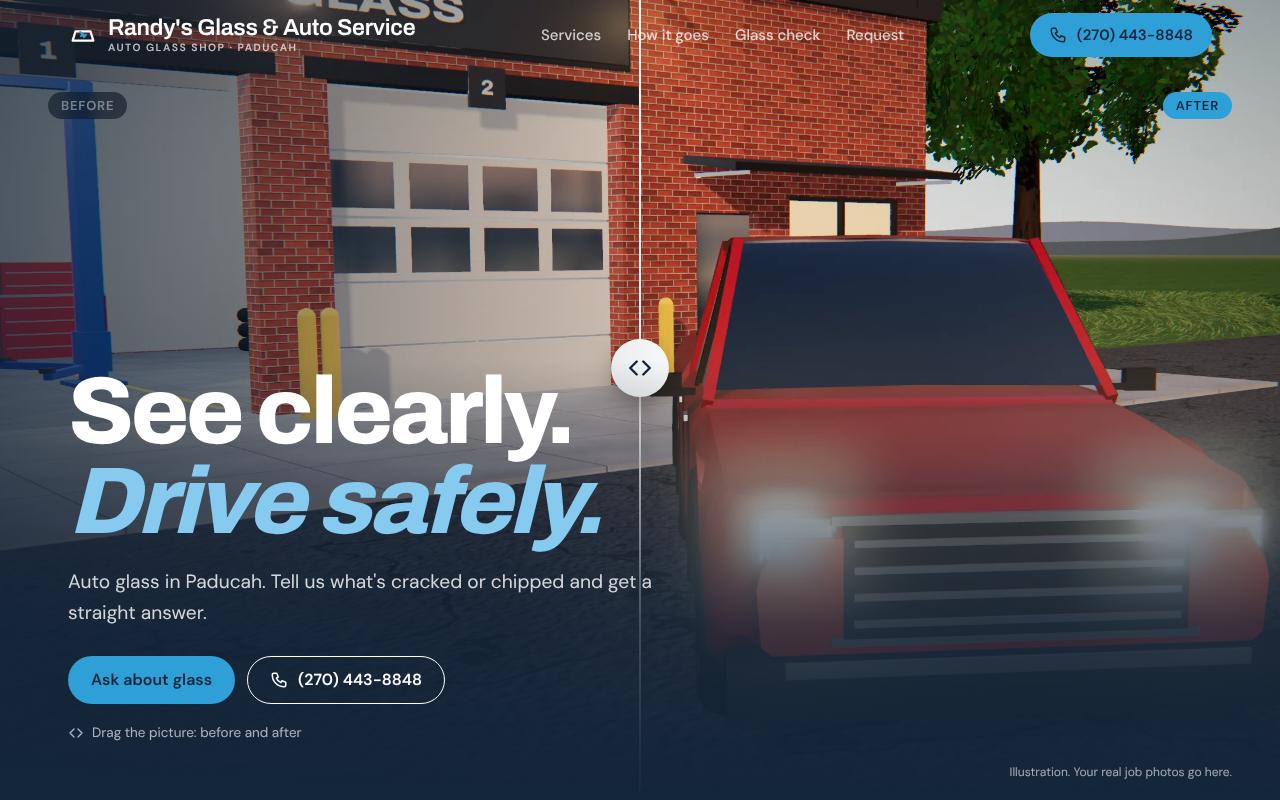 GLASS
Randy's Glass & Auto Service
AUTO GLASS SHOP · PADUCAH
Services
How it goes
Glass check
Request
(270) 443-8848
1
2
BEFORE
AFTER
See clearly.
Drive safely.
Auto glass in Paducah. Tell us what's cracked or chipped and get a
straight answer.
Ask about glass
(270) 443-8848
Drag the picture: before and after
Illustration. Your real job photos go here.